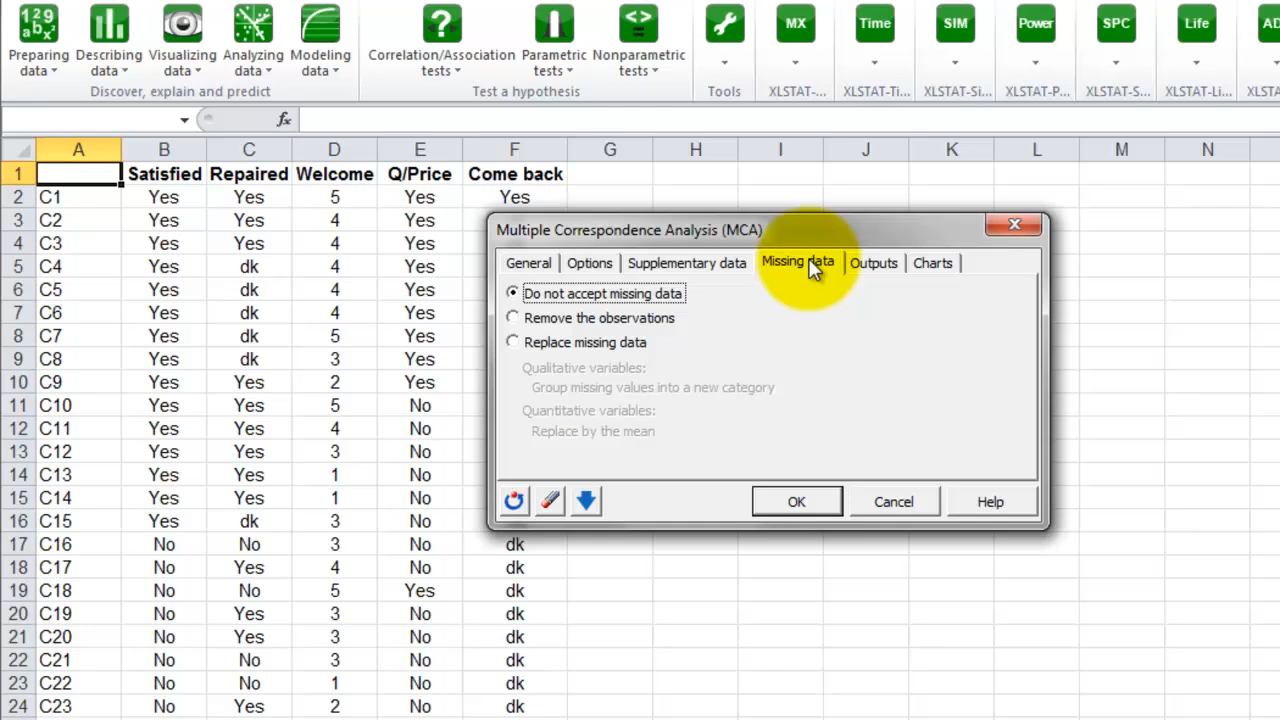 MX Time SIM Power SPC Life AD
Preparing data Describing data Visualizing data Analyzing data Modeling data Correlation/Association tests Parametric tests Nonparametric tests
Discover, explain and predict Test a hypothesis Tools XLSTAT-... XLSTAT-Ti... XLSTAT-Si... XLSTAT-P... XLSTAT-S... XLSTAT-Li... XLSTA
fx
A B C D E F G H I J K L M N
1 Satisfied Repaired Welcome Q/Price Come back
2 C1 Yes Yes 5 Yes Yes
3 C2 Yes Yes 4 Yes
4 C3 Yes Yes 4 Yes
5 C4 Yes dk 4 Yes
6 C5 Yes dk 4 Yes
7 C6 Yes dk 4 Yes
8 C7 Yes dk 5 Yes
9 C8 Yes dk 3 Yes
10 C9 Yes Yes 2 Yes
11 C10 Yes Yes 5 No
12 C11 Yes Yes 4 No
13 C12 Yes Yes 3 No
14 C13 Yes Yes 1 No
15 C14 Yes Yes 1 No
16 C15 Yes dk 3 No
17 C16 No No 3 No dk
18 C17 No Yes 4 No dk
19 C18 No No 5 Yes dk
20 C19 No Yes 3 No dk
21 C20 No Yes 3 No dk
22 C21 No No 3 No dk
23 C22 No No 1 No dk
24 C23 No Yes 2 No dk
Multiple Correspondence Analysis (MCA)
General Options Supplementary data Missing data Outputs Charts
Do not accept missing data
Remove the observations
Replace missing data
Qualitative variables:
Group missing values into a new category
Quantitative variables:
Replace by the mean
OK Cancel Help